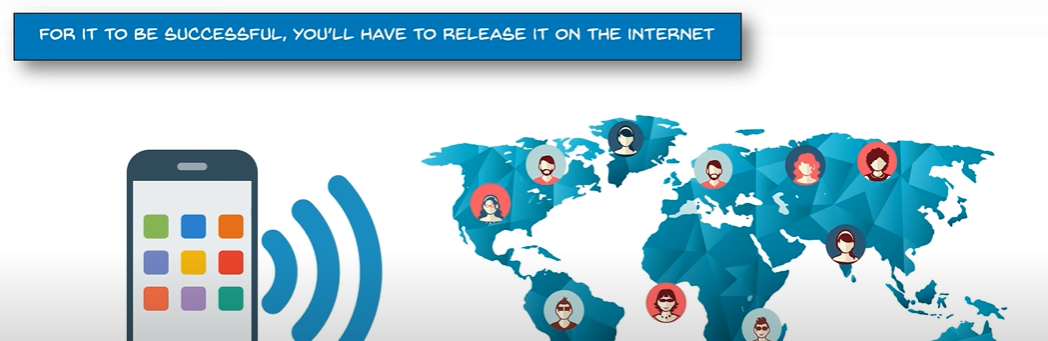 FOR IT TO BE SUCCESSFUL, YOU'LL HAVE TO RELEASE IT ON THE INTERNET